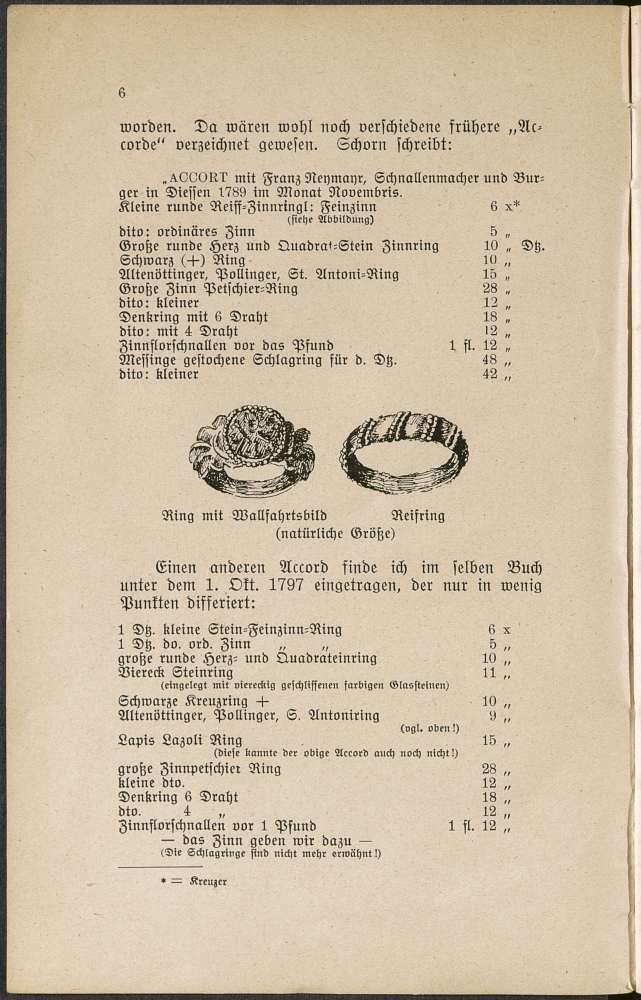 6
worden. Da wären wohl noch verschiedene frühere „Ac-
corde“ verzeichnet gewesen. Schorn schreibt:
„ACCORT mit Franz Neymayr, Schnallenmacher und Bur-
ger in Diessen 1789 im Monat Novembris.
Kleine runde Reiff-Zinnringl: Feinzinn 6 x*
(siehe Abbildung)
dito: ordinäres Zinn 5 „
Große runde Herz und Quadrat-Stein Zinnring 10 „ Dtz.
Schwarz (+) Ring 10 „
Altenöttinger, Pollinger, St. Antoni-Ring 15 „
Große Zinn Petschier-Ring 28 „
dito: kleiner 12 „
Denkring mit 6 Draht 18 „
dito: mit 4 Draht 12 „
Zinnflorschnallen vor das Pfund 1 fl. 12 „
Messinge gestochene Schlagring für d. Dtz. 48 „
dito: kleiner 42 „
Ring mit Wallfahrtsbild Reifring
(natürliche Größe)
Einen anderen Accord finde ich im selben Buch
unter dem 1. Okt. 1797 eingetragen, der nur in wenig
Punkten differiert:
1 Dtz. kleine Stein-Feinzinn-Ring 6 x
1 Dtz. do. ord. Zinn „ „ 5 „
große runde Herz- und Quadrateinring 10 „
Viereck Steinring 11 „
(eingelegt mit viereckig geschliffenen farbigen Glassteinen)
Schwarze Kreuzring + 10 „
Altenöttinger, Pollinger, S. Antoniring 9 „
(vgl. oben!)
Lapis Lazoli Ring 15 „
(diese kannte der obige Accord auch noch nicht!)
große Zinnpetschier Ring 28 „
kleine dto. 12 „
Denkring 6 Draht 18 „
dto. 4 „ 12 „
Zinnflorschnallen vor 1 Pfund 1 fl. 12 „
— das Zinn geben wir dazu —
(Die Schlagringe sind nicht mehr erwähnt!)
* = Kreuzer